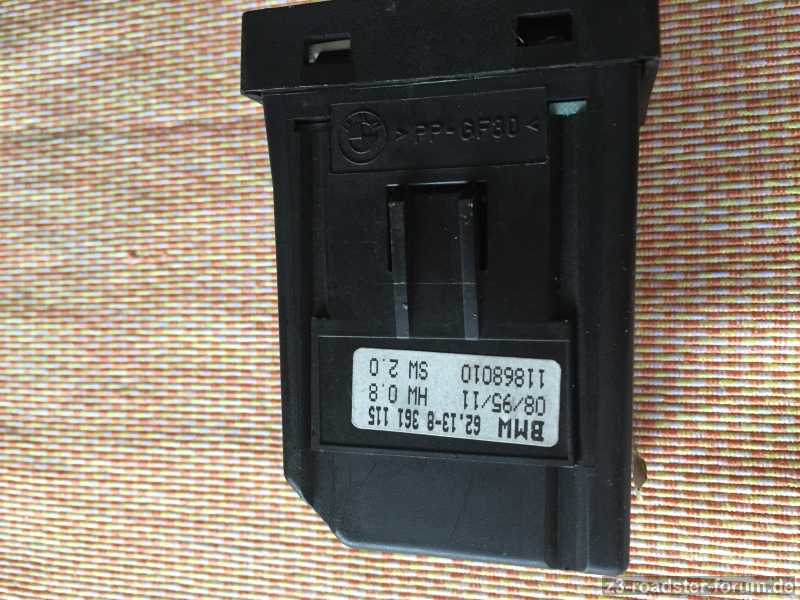 >PP-GF30<
BMW 62.13-8 361 115
08/95/11 HW 0.8
11868010 SW 2.0
z3-roadster-forum.de